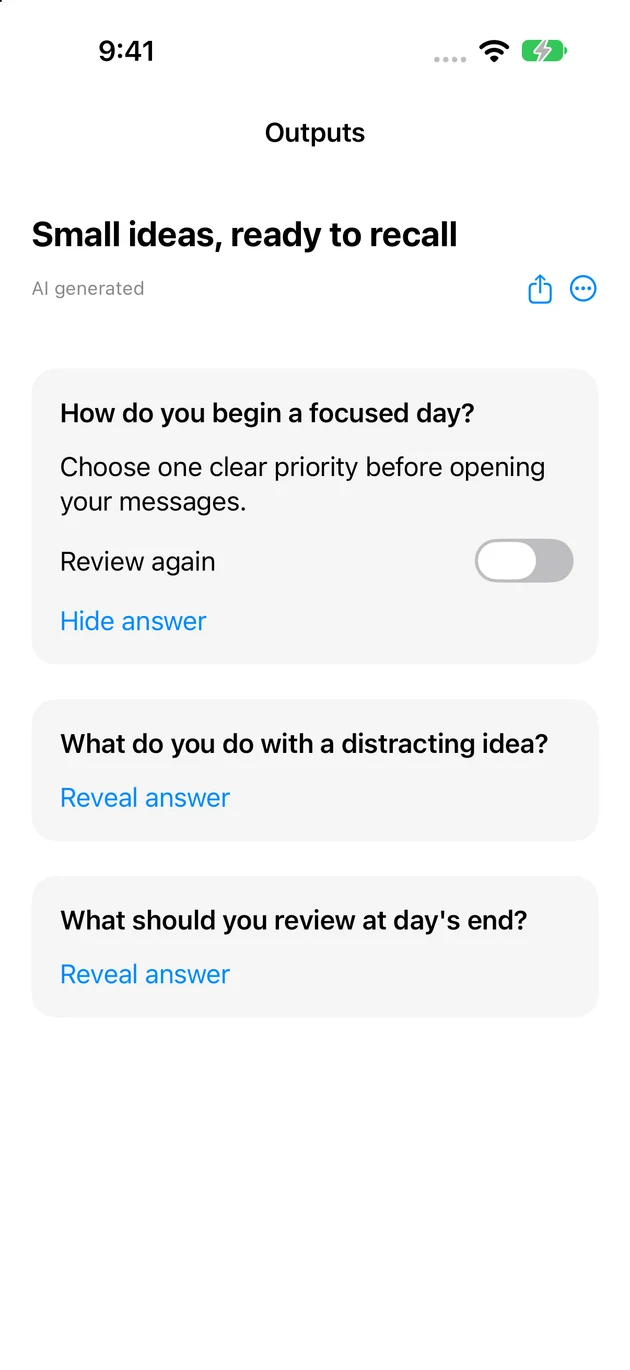 9:41
Outputs
Small ideas, ready to recall
AI generated
How do you begin a focused day?
Choose one clear priority before opening
your messages.
Review again
Hide answer
What do you do with a distracting idea?
Reveal answer
What should you review at day's end?
Reveal answer